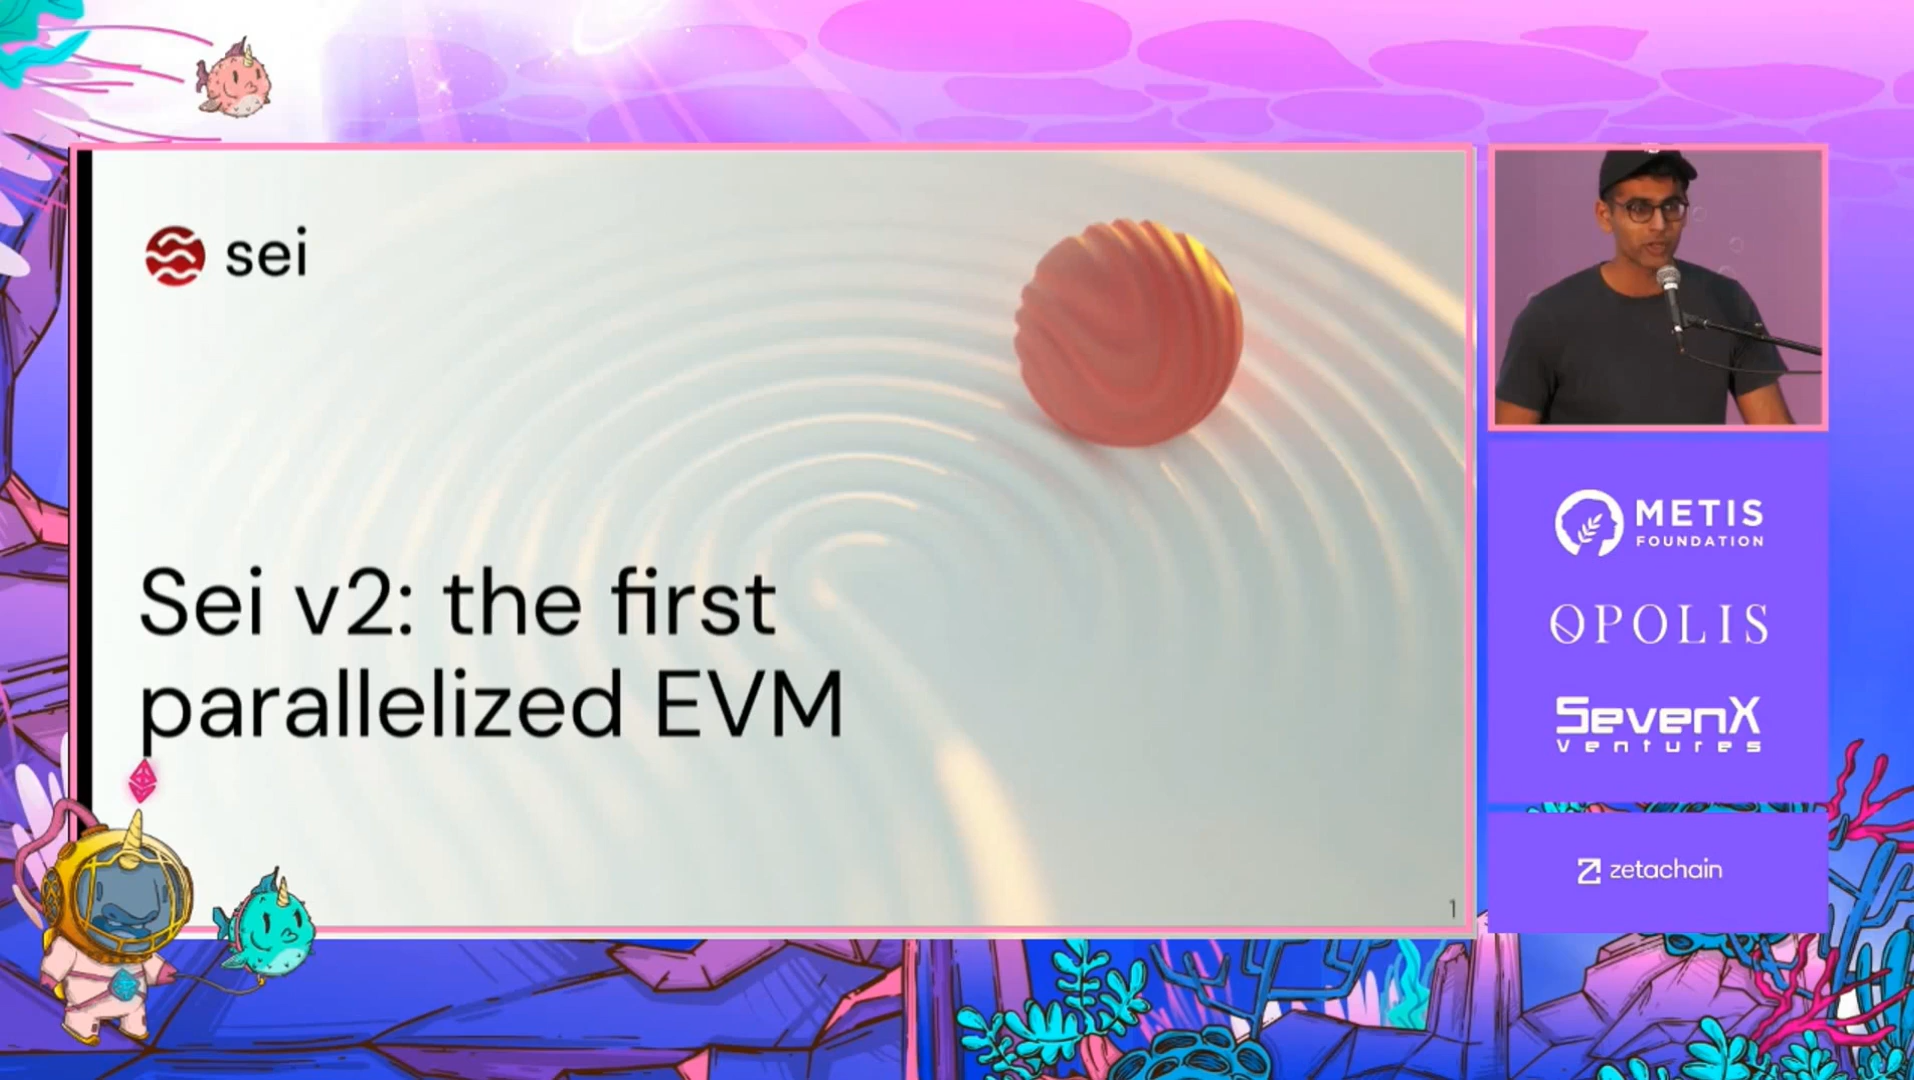 sei
Sei v2: the first
parallelized EVM
1
METIS
FOUNDATION
OPOLIS
SevenX
Ventures
zetachain